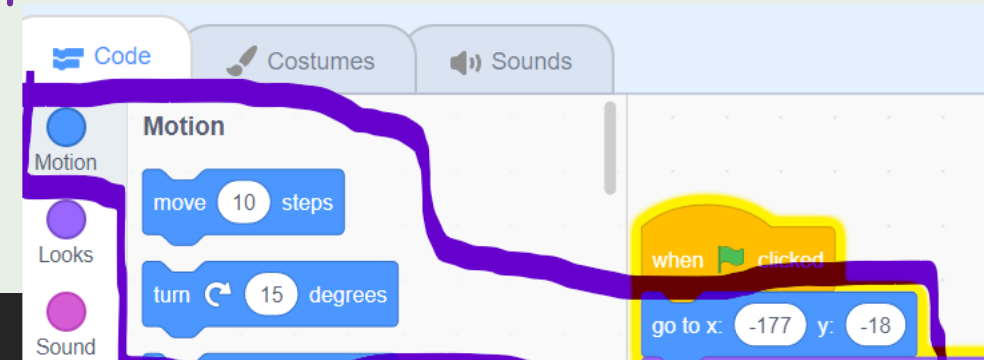 Code Costumes Sounds
Motion
Motion
move 10 steps
Looks
turn 15 degrees
Sound
when clicked
go to x: -177 y: -18